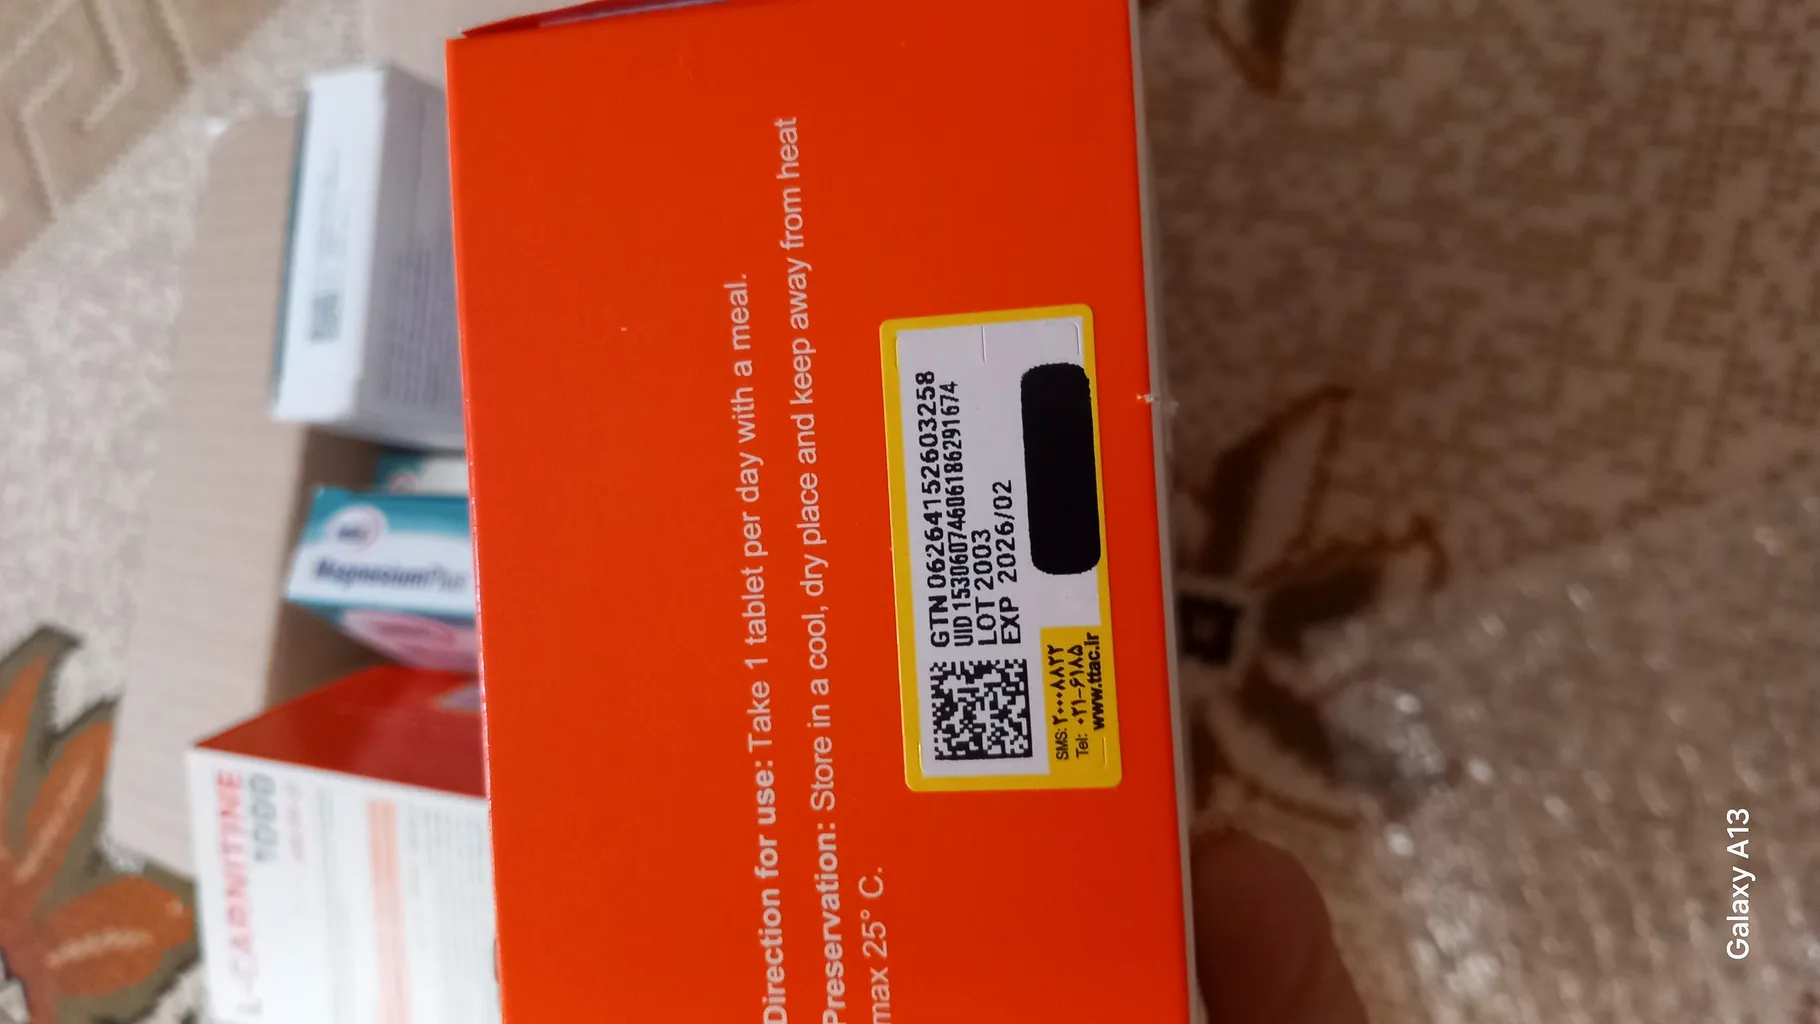 Direction for use: Take 1 tablet per day with a meal.
Preservation: Store in a cool, dry place and keep away from heat
max 25° C.
GTN 06264152603258
UID 15306074606186291674
LOT 2003
EXP 2026/02
SMS: ۲۰۰۰۸۸۲۲
Tel: ۰۲۱-۶۱۸۵
www.ttac.ir
MagnesiumPlus
L-CARNITINE
1000
Galaxy A13